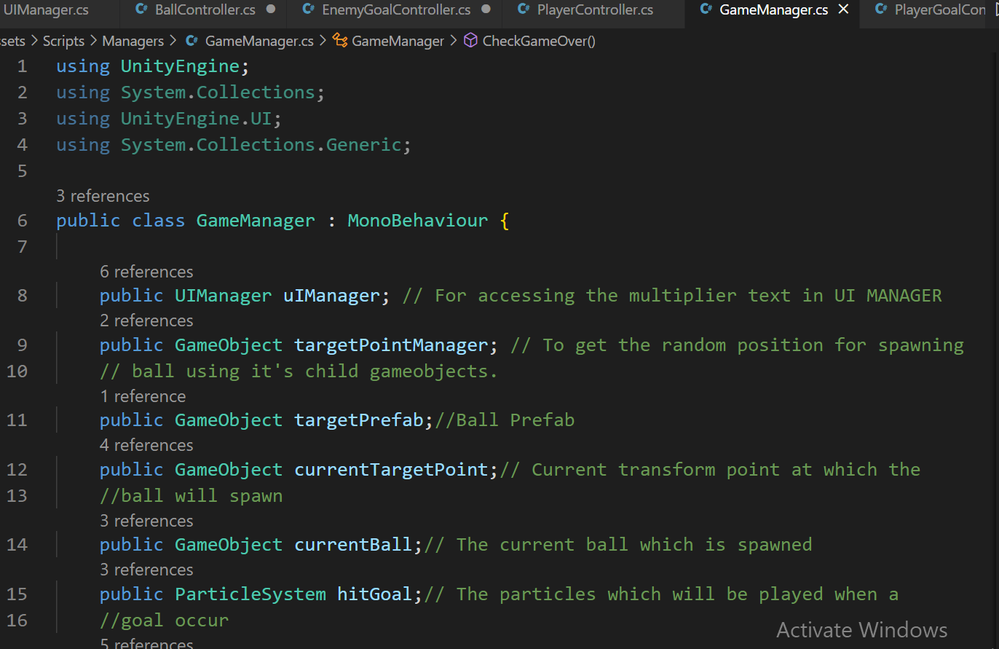 UIManager.cs BallController.cs EnemyGoalController.cs PlayerController.cs GameManager.cs PlayerGoalCon
ssets > Scripts > Managers > GameManager.cs > GameManager > CheckGameOver()
1 using UnityEngine;
2 using System.Collections;
3 using UnityEngine.UI;
4 using System.Collections.Generic;
5
3 references
6 public class GameManager : MonoBehaviour {
7
6 references
8 public UIManager uIManager; // For accessing the multiplier text in UI MANAGER
2 references
9 public GameObject targetPointManager; // To get the random position for spawning
10 // ball using it's child gameobjects.
1 reference
11 public GameObject targetPrefab;//Ball Prefab
4 references
12 public GameObject currentTargetPoint;// Current transform point at which the
13 //ball will spawn
3 references
14 public GameObject currentBall;// The current ball which is spawned
3 references
15 public ParticleSystem hitGoal;// The particles which will be played when a
16 //goal occur
5 references
Activate Windows